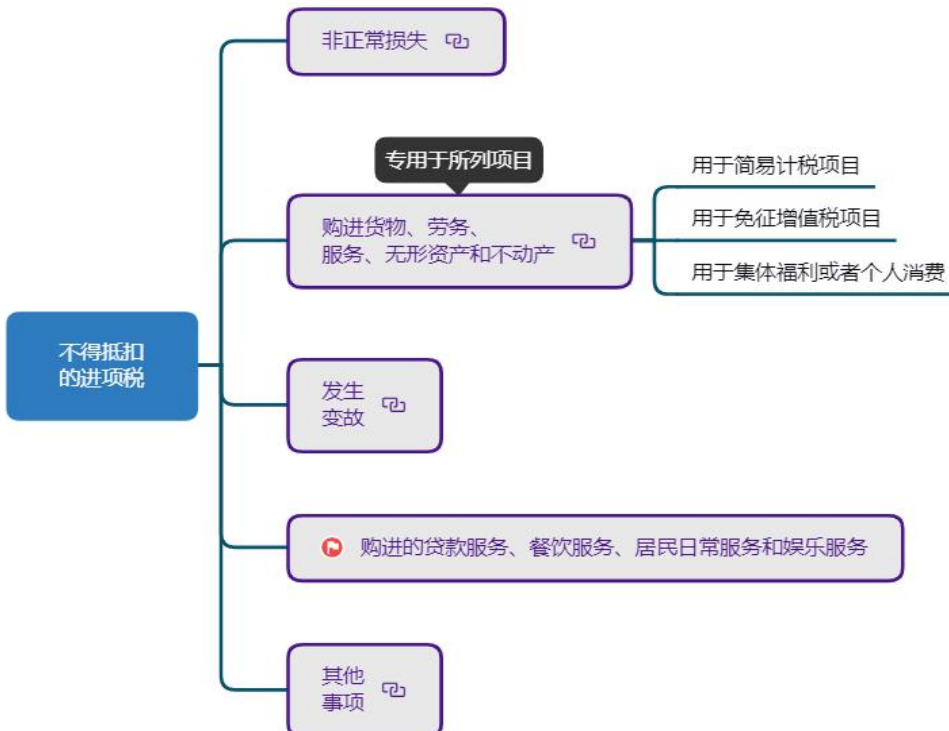 非正常损失
专用于所列项目
购进货物、劳务、
服务、无形资产和不动产
用于简易计税项目
用于免征增值税项目
用于集体福利或者个人消费
不得抵扣
的进项税
发生
变故
购进的贷款服务、餐饮服务、居民日常服务和娱乐服务
其他
事项